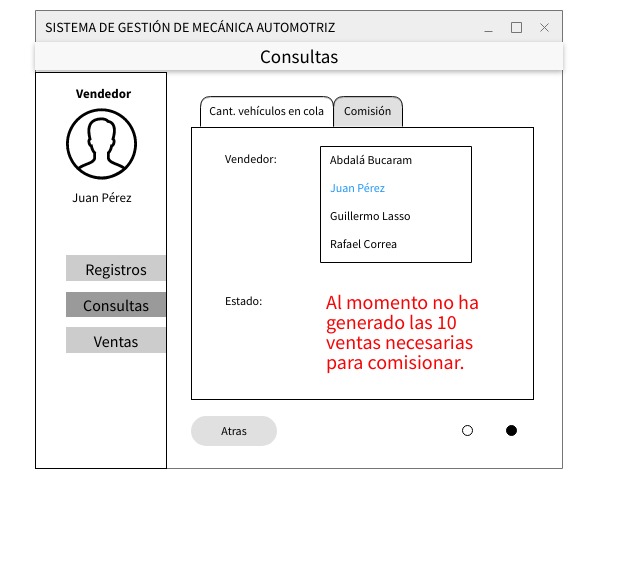 SISTEMA DE GESTIÓN DE MECÁNICA AUTOMOTRIZ
Consultas
Vendedor
Juan Pérez
Registros
Consultas
Ventas
Cant. vehículos en cola
Comisión
Vendedor:
Abdalá Bucaram
Juan Pérez
Guillermo Lasso
Rafael Correa
Estado:
Al momento no ha
generado las 10
ventas necesarias
para comisionar.
Atras